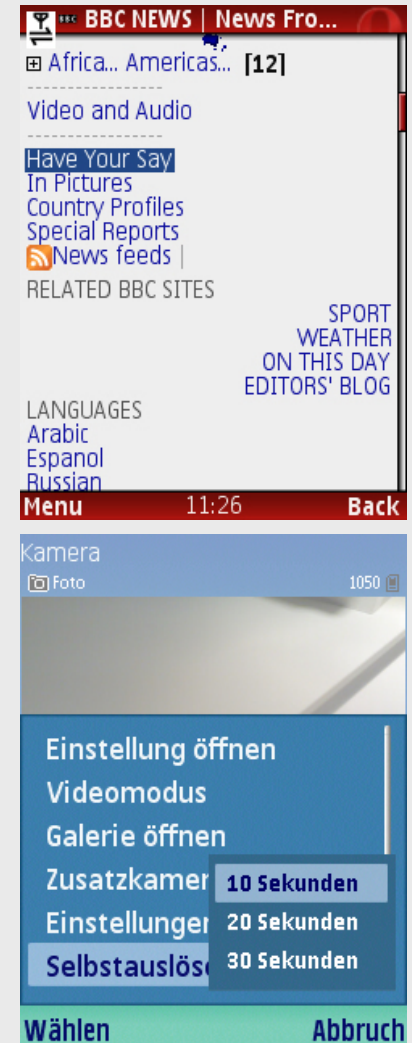 BBC NEWS | News Fro...
Africa... Americas... [12]
----------------
Video and Audio
----------------
Have Your Say
In Pictures
Country Profiles
Special Reports
News feeds |
RELATED BBC SITES
SPORT
WEATHER
ON THIS DAY
EDITORS' BLOG
LANGUAGES
Arabic
Espanol
Russian
Menu 11:26 Back
Kamera
Foto 1050
Einstellung öffnen
Videomodus
Galerie öffnen
Zusatzkamer
10 Sekunden
Einstellunger
20 Sekunden
Selbstauslös
30 Sekunden
Wählen Abbruch